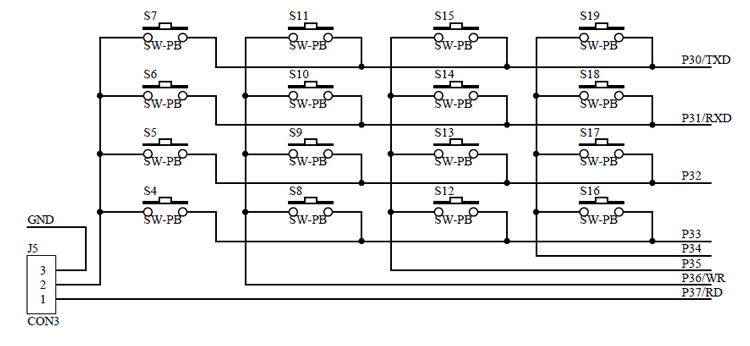 S7 S11 S15 S19
SW-PB SW-PB SW-PB SW-PB
P30/TXD
S6 S10 S14 S18
SW-PB SW-PB SW-PB SW-PB
P31/RXD
S5 S9 S13 S17
SW-PB SW-PB SW-PB SW-PB
P32
S4 S8 S12 S16
SW-PB SW-PB SW-PB SW-PB
GND
P33
J5
P34
3
P35
2
P36/WR
1
P37/RD
CON3